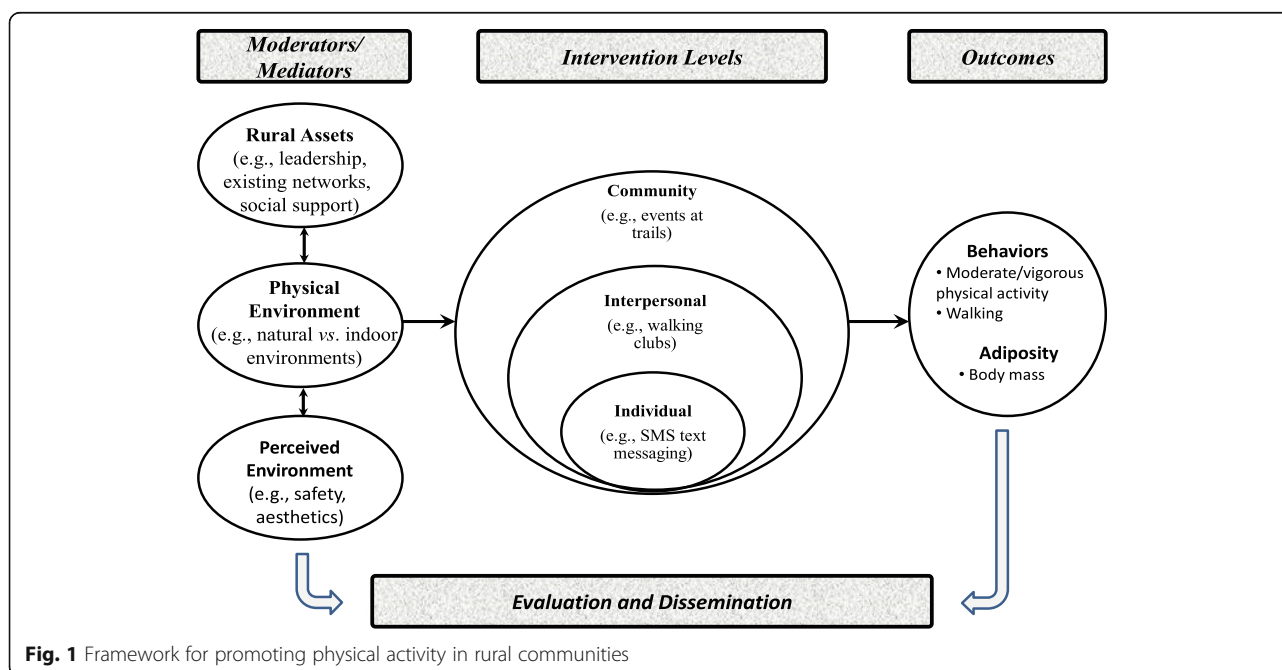 Moderators/
Mediators
Intervention Levels
Outcomes
Rural Assets
(e.g., leadership,
existing networks,
social support)
Physical
Environment
(e.g., natural vs. indoor
environments)
Perceived
Environment
(e.g., safety,
aesthetics)
Community
(e.g., events at
trails)
Interpersonal
(e.g., walking
clubs)
Individual
(e.g., SMS text
messaging)
Behaviors
• Moderate/vigorous
physical activity
• Walking
Adiposity
• Body mass
Evaluation and Dissemination
Fig. 1 Framework for promoting physical activity in rural communities